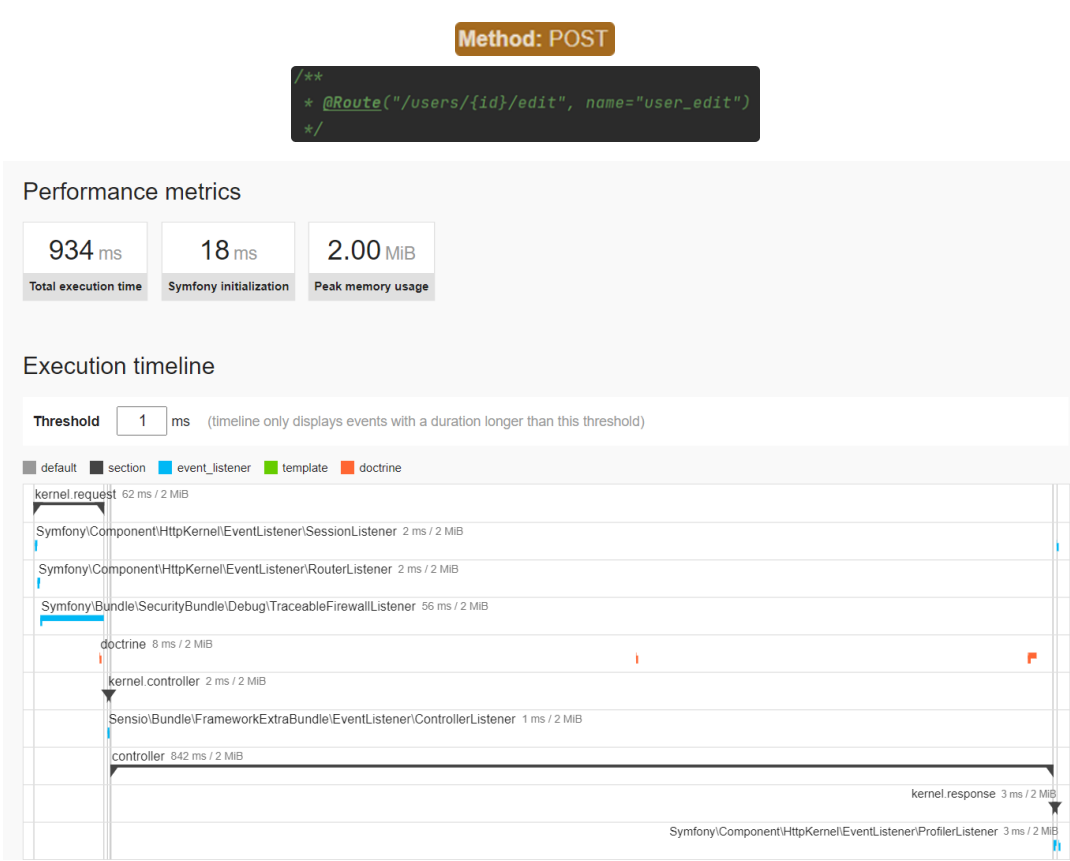 Method: POST
/**
* @Route("/users/{id}/edit", name="user_edit")
*/
Performance metrics
934 ms
Total execution time
18 ms
Symfony initialization
2.00 MiB
Peak memory usage
Execution timeline
Threshold 1 ms (timeline only displays events with a duration longer than this threshold)
default section event_listener template doctrine
kernel.request 62 ms / 2 MiB
Symfony\Component\HttpKernel\EventListener\SessionListener 2 ms / 2 MiB
Symfony\Component\HttpKernel\EventListener\RouterListener 2 ms / 2 MiB
Symfony\Bundle\SecurityBundle\Debug\TraceableFirewallListener 56 ms / 2 MiB
doctrine 8 ms / 2 MiB
kernel.controller 2 ms / 2 MiB
Sensio\Bundle\FrameworkExtraBundle\EventListener\ControllerListener 1 ms / 2 MiB
controller 842 ms / 2 MiB
kernel.response 3 ms / 2 MiB
Symfony\Component\HttpKernel\EventListener\ProfilerListener 3 ms / 2 MiB